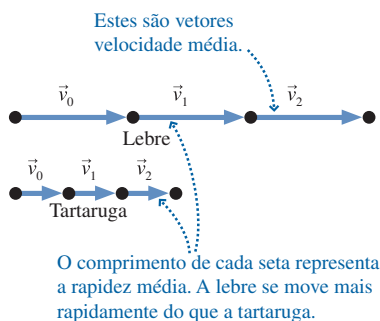 Estes são vetores
velocidade média.
v⃗₀ v⃗₁ v⃗₂
Lebre
v⃗₀ v⃗₁ v⃗₂
Tartaruga
O comprimento de cada seta representa
a rapidez média. A lebre se move mais
rapidamente do que a tartaruga.